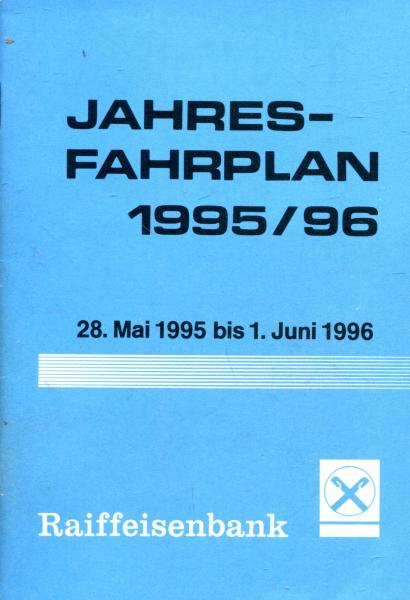 JAHRES-
FAHRPLAN
1995/96
28. Mai 1995 bis 1. Juni 1996
Raiffeisenbank